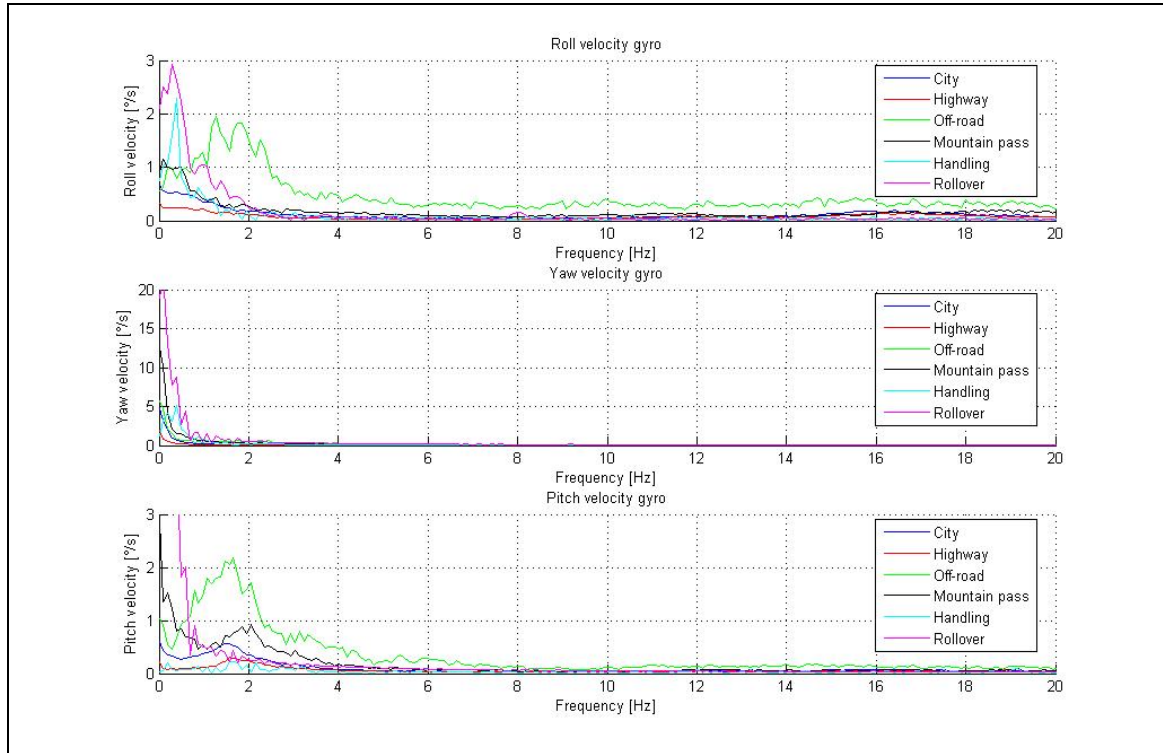 Roll velocity gyro
3
2
1
0
Roll velocity [°/s]
City
Highway
Off-road
Mountain pass
Handling
Rollover
0 2 4 6 8 10 12 14 16 18 20
Frequency [Hz]
Yaw velocity gyro
20
15
10
5
0
Yaw velocity [°/s]
City
Highway
Off-road
Mountain pass
Handling
Rollover
0 2 4 6 8 10 12 14 16 18 20
Frequency [Hz]
Pitch velocity gyro
3
2
1
0
Pitch velocity [°/s]
City
Highway
Off-road
Mountain pass
Handling
Rollover
0 2 4 6 8 10 12 14 16 18 20
Frequency [Hz]